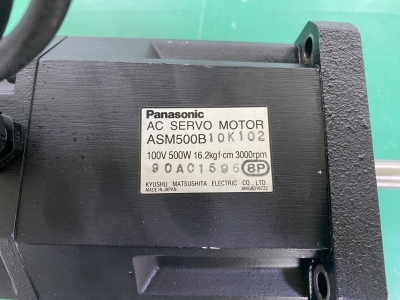 Panasonic
AC SERVO MOTOR
ASM500B10K102
100V 500W 16.2kgf·cm 3000rpm
90AC1595 8P
KYUSHU MATSUSHITA ELECTRIC CO., LTD
MADE IN JAPAN